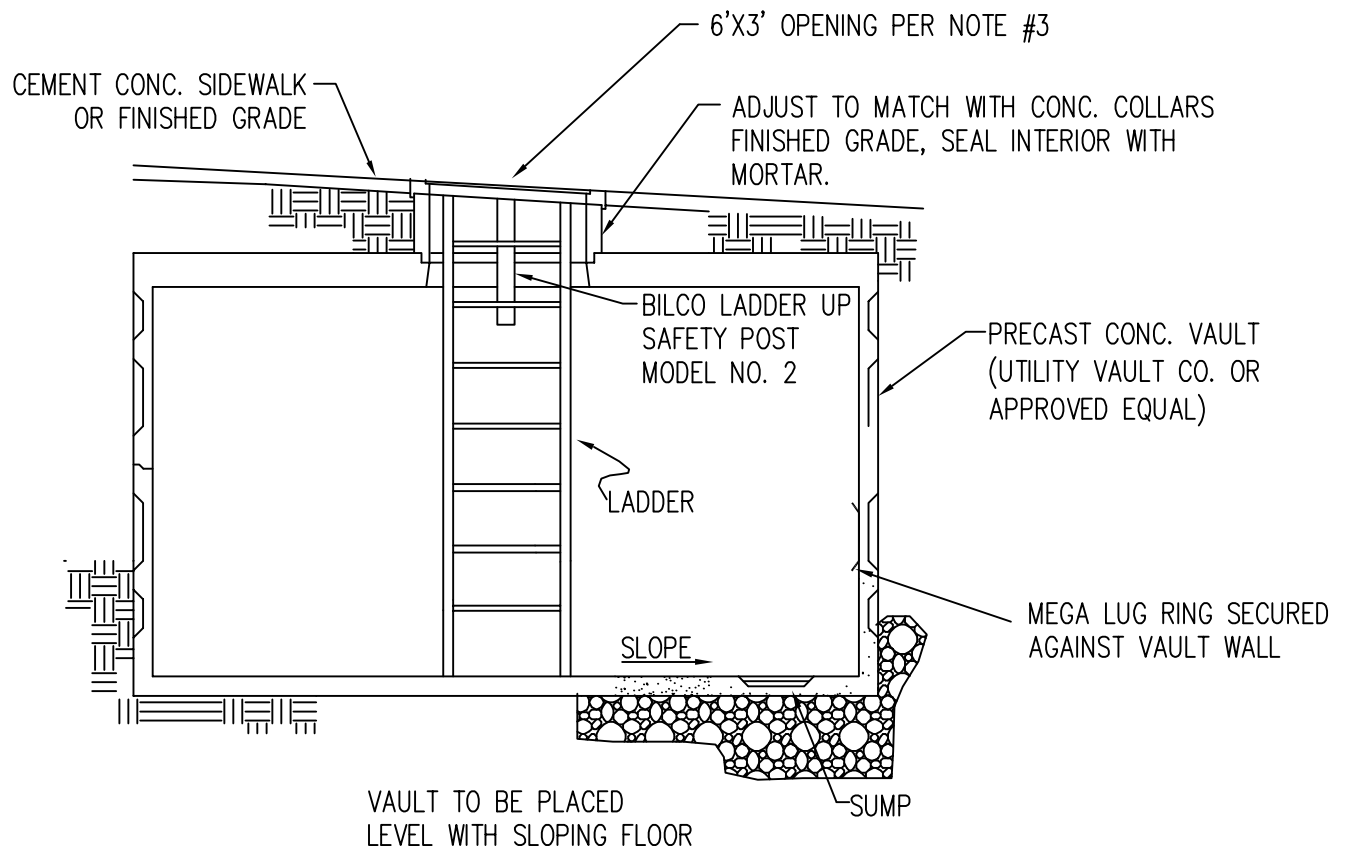 6'X3' OPENING PER NOTE #3
CEMENT CONC. SIDEWALK
OR FINISHED GRADE
ADJUST TO MATCH WITH CONC. COLLARS
FINISHED GRADE, SEAL INTERIOR WITH
MORTAR.
BILCO LADDER UP
SAFETY POST
MODEL NO. 2
PRECAST CONC. VAULT
(UTILITY VAULT CO. OR
APPROVED EQUAL)
LADDER
MEGA LUG RING SECURED
AGAINST VAULT WALL
SLOPE
SUMP
VAULT TO BE PLACED
LEVEL WITH SLOPING FLOOR